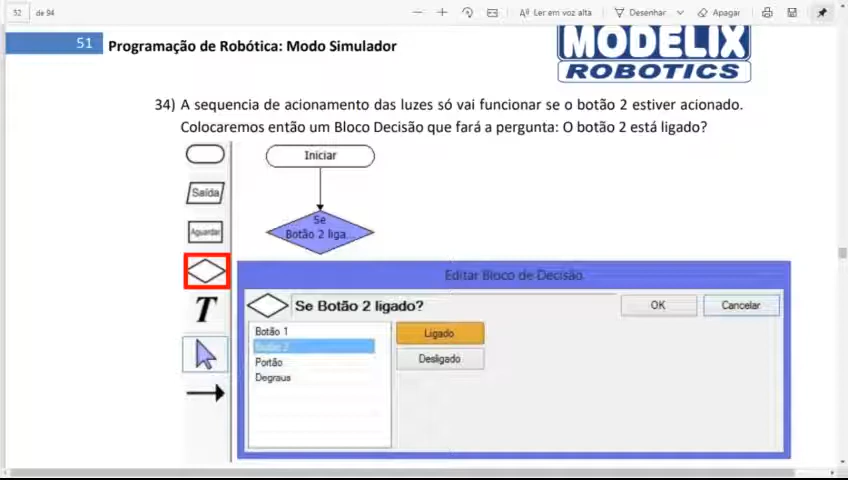 52 de 94 Ler em voz alta Desenhar Apagar
51 Programação de Robótica: Modo Simulador
MODELIX
ROBOTICS
34) A sequencia de acionamento das luzes só vai funcionar se o botão 2 estiver acionado.
Colocaremos então um Bloco Decisão que fará a pergunta: O botão 2 está ligado?
Iniciar
Saída
Se
Aguardar
Botão 2 liga...
Editar Bloco de Decisão
T
Se Botão 2 ligado?
OK
Cancelar
Botão 1
Ligado
Botão 2
Portão
Desligado
Degraus